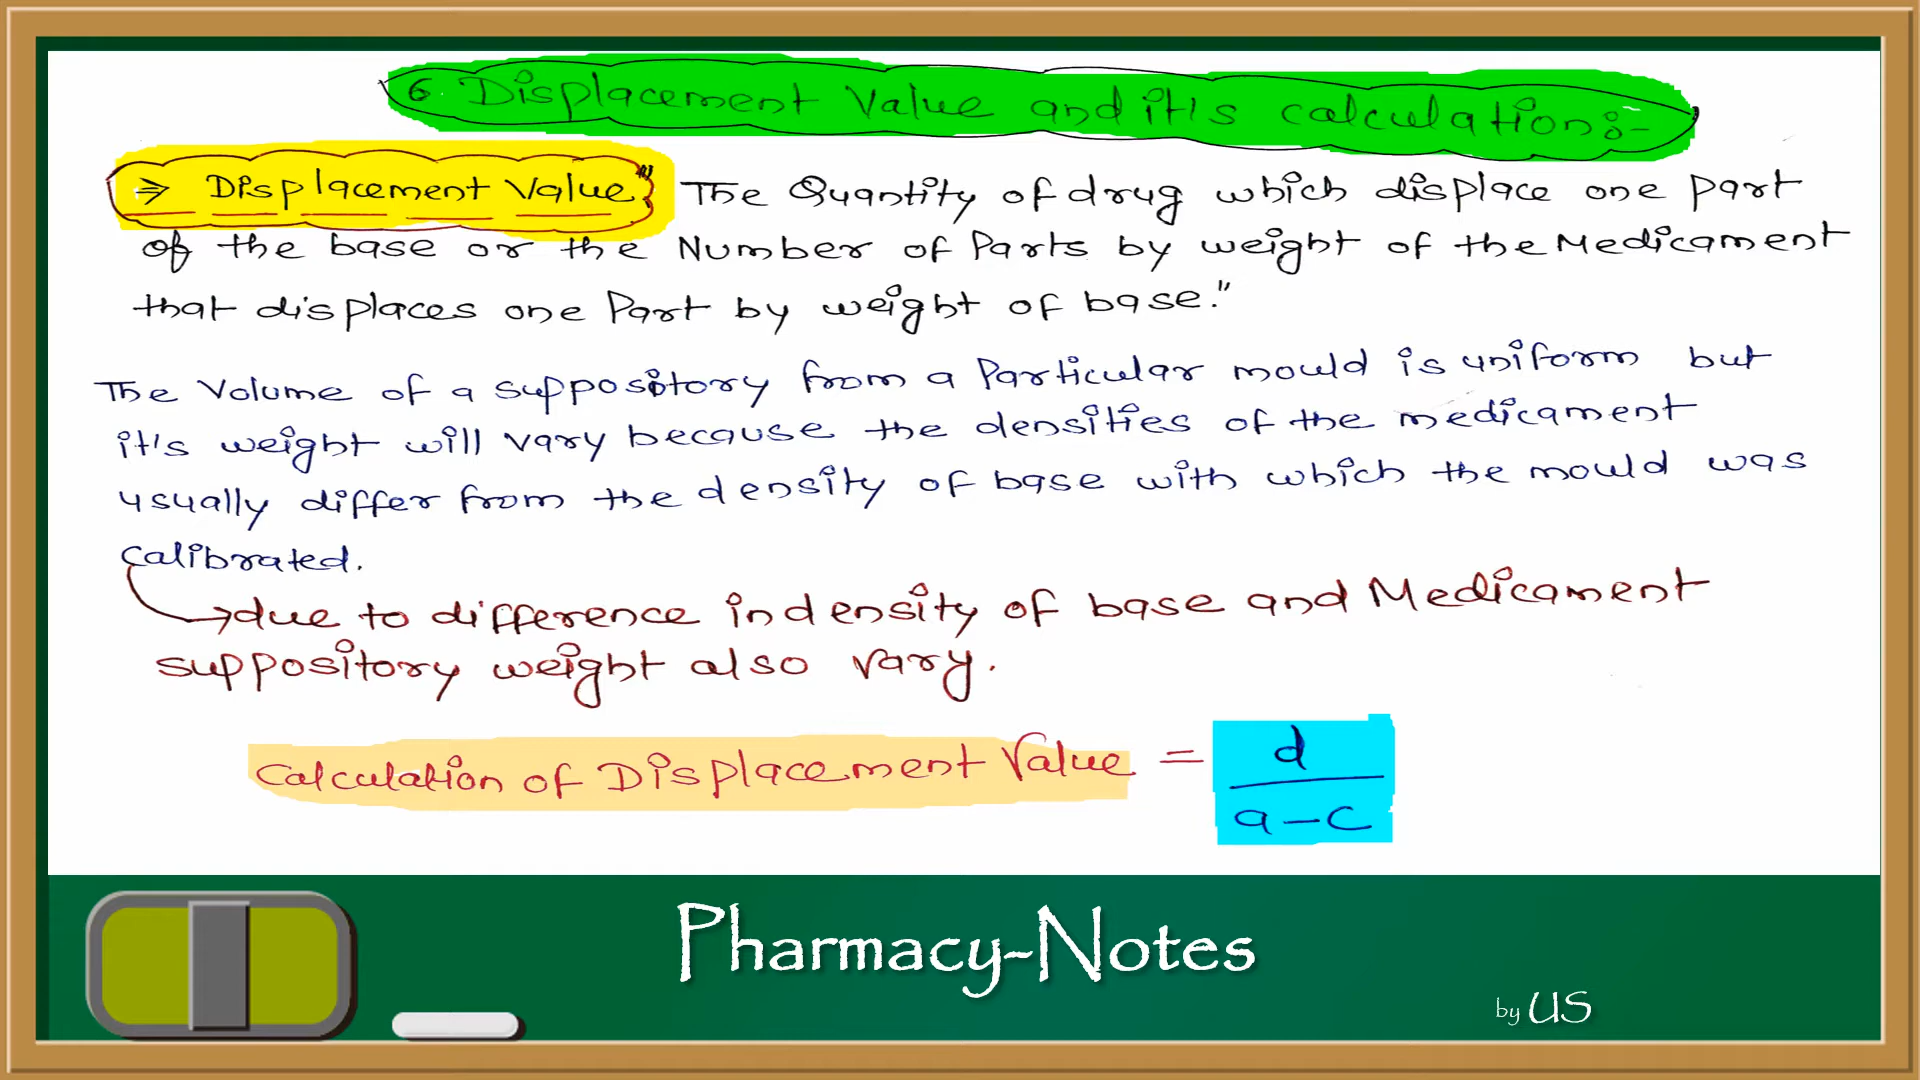 6 Displacement Value and it's calculation:-
⇒ Displacement Value "The Quantity of drug which displace one part
of the base or the Number of Parts by weight of the Medicament
that displaces one Part by weight of base."
The Volume of a suppository from a Particular mould is uniform but
it's weight will vary because the densities of the medicament
usually differ from the density of base with which the mould was
calibrated.
→ due to difference in density of base and Medicament
suppository weight also vary.
Calculation of Displacement Value = d
a-c
Pharmacy-Notes
by US